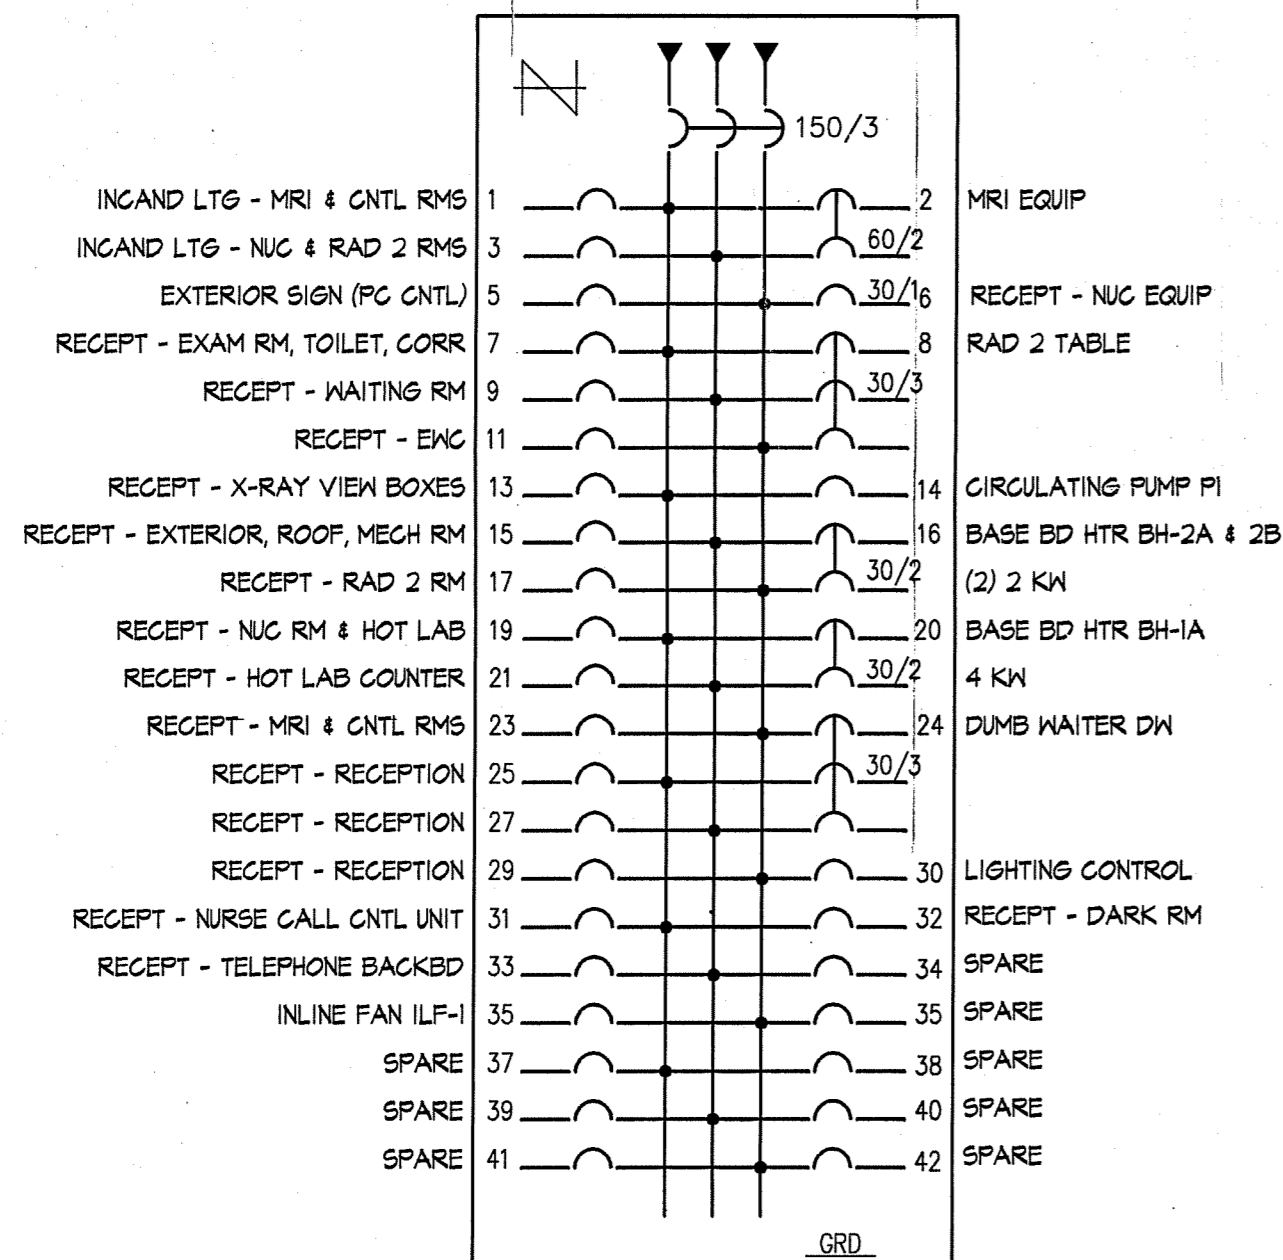 150/3
INCAND LTG - MRI & CNTL RMS 1 2 MRI EQUIP
INCAND LTG - NUC & RAD 2 RMS 3 60/2
EXTERIOR SIGN (PC CNTL) 5 30/1 6 RECEPT - NUC EQUIP
RECEPT - EXAM RM, TOILET, CORR 7 8 RAD 2 TABLE
RECEPT - WAITING RM 9 30/3
RECEPT - EWC 11
RECEPT - X-RAY VIEW BOXES 13 14 CIRCULATING PUMP P1
RECEPT - EXTERIOR, ROOF, MECH RM 15 16 BASE BD HTR BH-2A & 2B
RECEPT - RAD 2 RM 17 30/2 (2) 2 KW
RECEPT - NUC RM & HOT LAB 19 20 BASE BD HTR BH-1A
RECEPT - HOT LAB COUNTER 21 30/2 4 KW
RECEPT - MRI & CNTL RMS 23 24 DUMB WAITER DW
RECEPT - RECEPTION 25 30/3
RECEPT - RECEPTION 27
RECEPT - RECEPTION 29 30 LIGHTING CONTROL
RECEPT - NURSE CALL CNTL UNIT 31 32 RECEPT - DARK RM
RECEPT - TELEPHONE BACKBD 33 34 SPARE
INLINE FAN ILF-1 35 35 SPARE
SPARE 37 38 SPARE
SPARE 39 40 SPARE
SPARE 41 42 SPARE
GRD